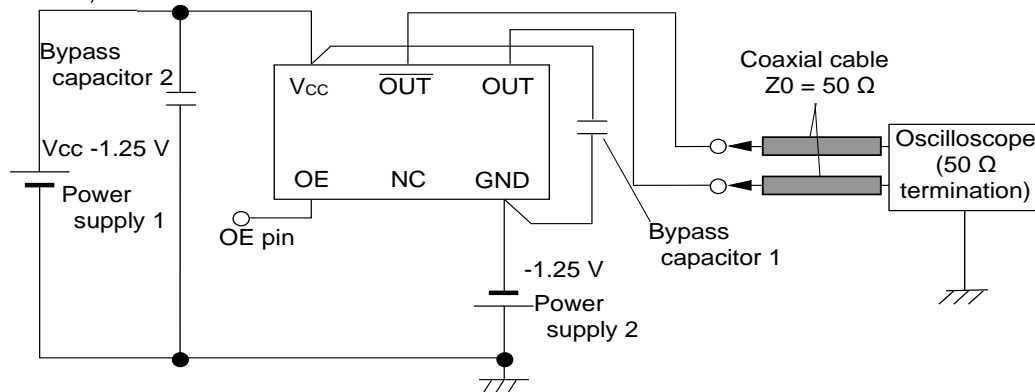 Bypass
capacitor 2
Vcc
OUT
OUT
Coaxial cable
Z0 = 50 Ω
Vcc -1.25 V
Power
supply 1
OE
NC
GND
Oscilloscope
(50 Ω
termination)
OE pin
Bypass
capacitor 1
-1.25 V
Power
supply 2